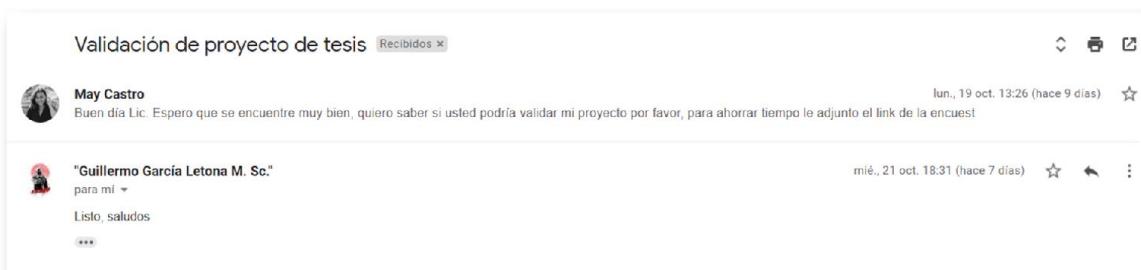 Validación de proyecto de tesis Recibidos ×
May Castro lun., 19 oct. 13:26 (hace 9 días)
Buen día Lic. Espero que se encuentre muy bien, quiero saber si usted podría validar mi proyecto por favor, para ahorrar tiempo le adjunto el link de la encuest
"Guillermo García Letona M. Sc." mié., 21 oct. 18:31 (hace 7 días)
para mí
Listo, saludos